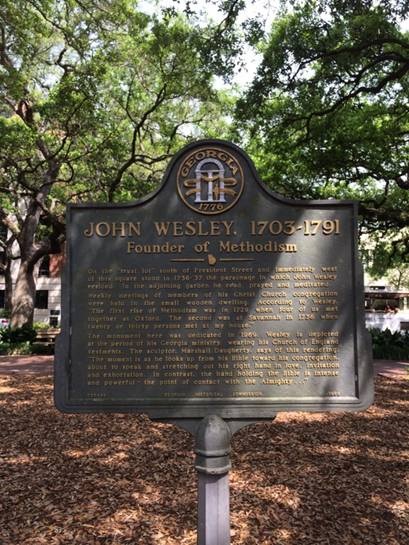 GEORGIA
1776
JOHN WESLEY, 1703-1791
Founder of Methodism
On the "trust lot" south of President Street and immediately west
of this square stood in 1736-37 the parsonage in which John Wesley
resided. In the adjoining garden he read, prayed and meditated.
Weekly meetings of members of his Christ Church congregation
were held in the small wooden dwelling. According to Wesley,
"The first rise of Methodism was in 1729 when four of us met
together at Oxford. The second was at Savannah in 1736 when
twenty or thirty persons met at my house."
The monument here was dedicated in 1969. Wesley is depicted
at the period of his Georgia ministry, wearing his Church of England
vestments. The sculptor, Marshall Daugherty, says of this rendering:
"The moment is as he looks up from his Bible toward his congregation,
about to speak and stretching out his right hand in love, invitation
and exhortation. In contrast, the hand holding the Bible is intense
and powerful - the point of contact with the Almighty..."
GEORGIA HISTORICAL COMMISSION